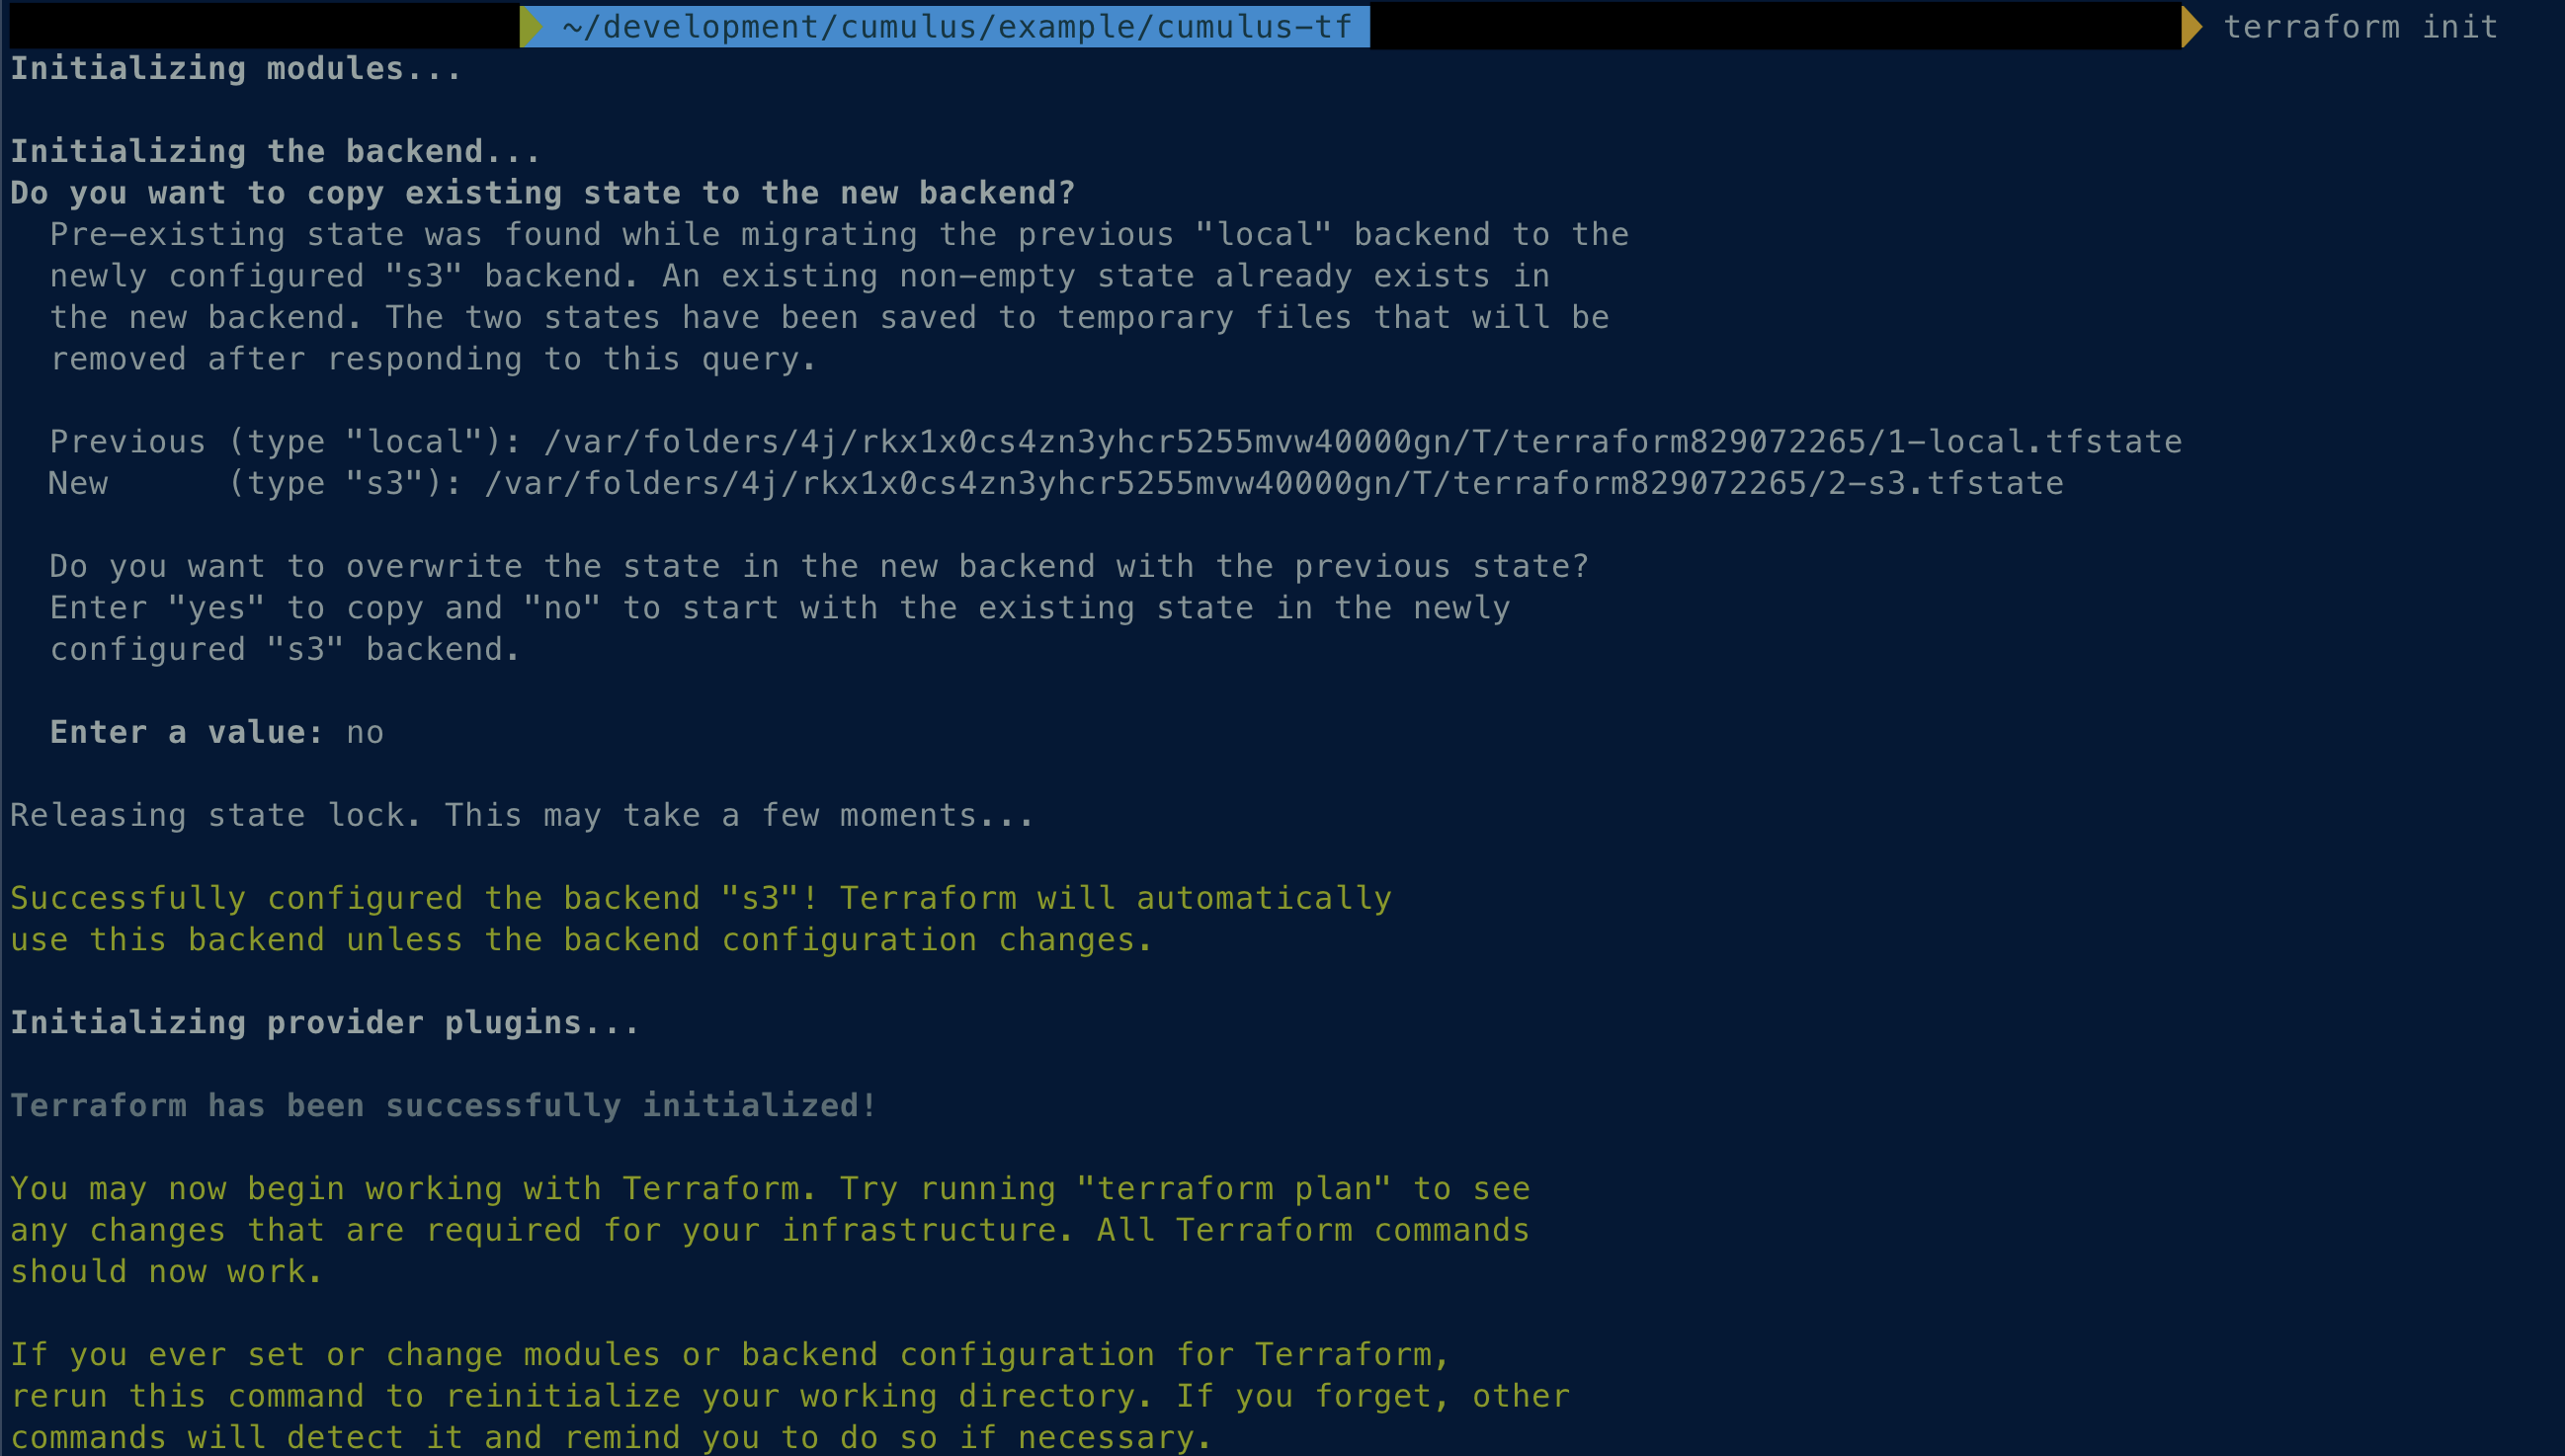 ~/development/cumulus/example/cumulus-tf terraform init
Initializing modules...
Initializing the backend...
Do you want to copy existing state to the new backend?
Pre-existing state was found while migrating the previous "local" backend to the
newly configured "s3" backend. An existing non-empty state already exists in
the new backend. The two states have been saved to temporary files that will be
removed after responding to this query.
Previous (type "local"): /var/folders/4j/rkx1x0cs4zn3yhcr5255mvw40000gn/T/terraform829072265/1-local.tfstate
New      (type "s3"): /var/folders/4j/rkx1x0cs4zn3yhcr5255mvw40000gn/T/terraform829072265/2-s3.tfstate
Do you want to overwrite the state in the new backend with the previous state?
Enter "yes" to copy and "no" to start with the existing state in the newly
configured "s3" backend.
Enter a value: no
Releasing state lock. This may take a few moments...
Successfully configured the backend "s3"! Terraform will automatically
use this backend unless the backend configuration changes.
Initializing provider plugins...
Terraform has been successfully initialized!
You may now begin working with Terraform. Try running "terraform plan" to see
any changes that are required for your infrastructure. All Terraform commands
should now work.
If you ever set or change modules or backend configuration for Terraform,
rerun this command to reinitialize your working directory. If you forget, other
commands will detect it and remind you to do so if necessary.